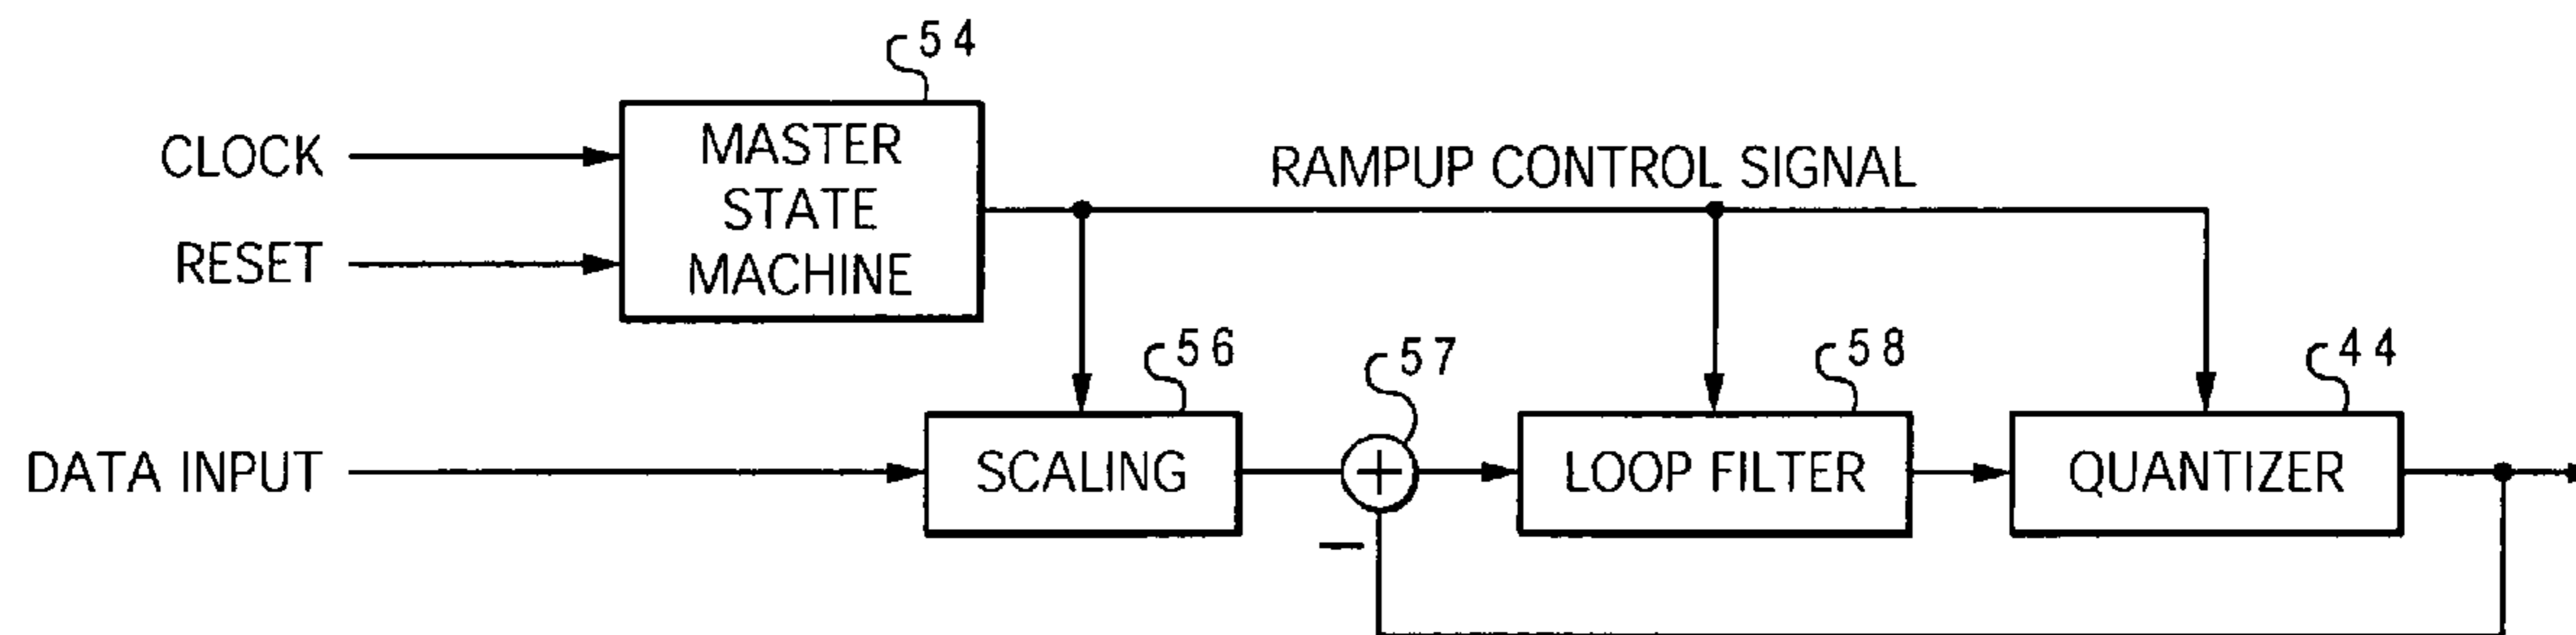 54
CLOCK
RESET
MASTER
STATE
MACHINE
RAMPUP CONTROL SIGNAL
56
57
58
44
DATA INPUT
SCALING
+
LOOP FILTER
QUANTIZER
−